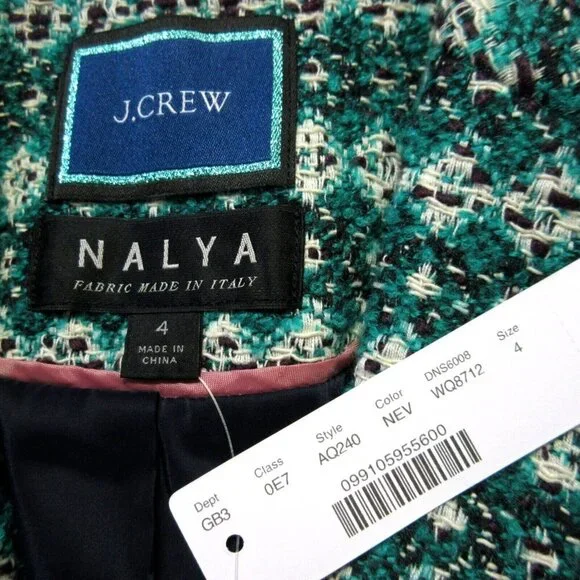 J.CREW
NALYA
FABRIC MADE IN ITALY
4
MADE IN
CHINA
Dept Class Style Color DNS6008 Size
GB3 0E7 AQ240 NEV WQ8712 4
099105955600